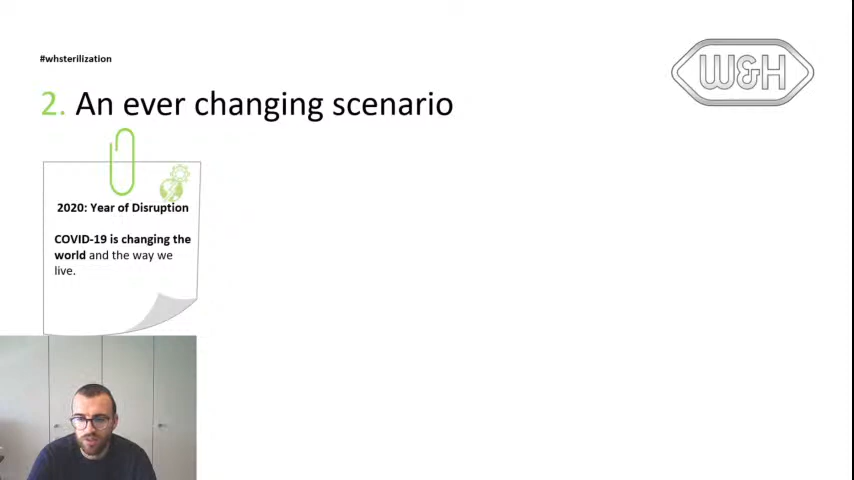 #whsterilization
W&H
2. An ever changing scenario
2020: Year of Disruption
COVID-19 is changing the
world and the way we
live.